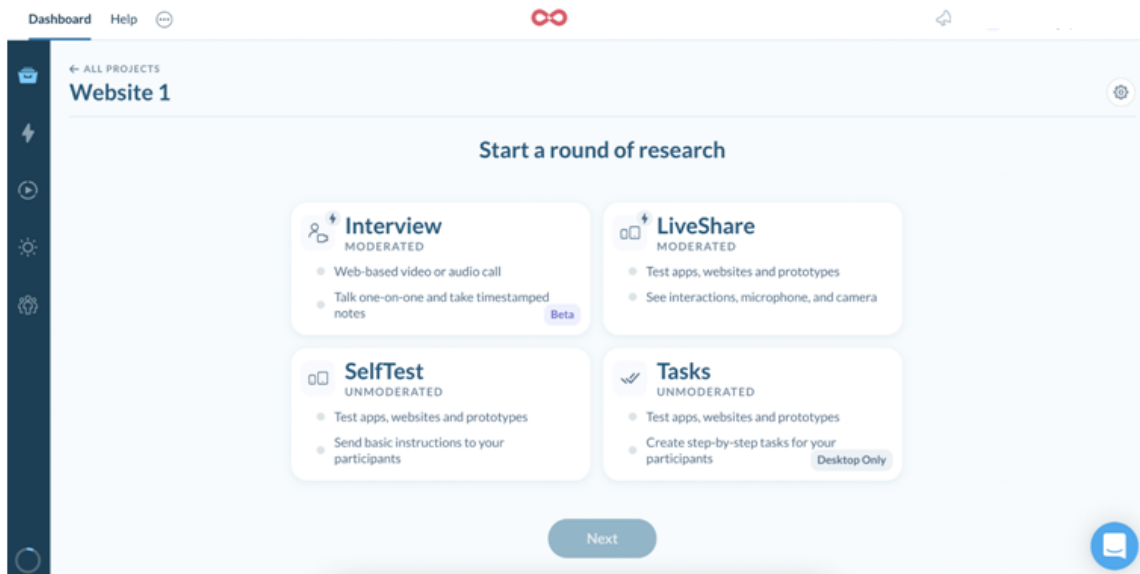 Dashboard Help
← ALL PROJECTS
Website 1
Start a round of research
Interview
MODERATED
Web-based video or audio call
Talk one-on-one and take timestamped
notes
Beta
LiveShare
MODERATED
Test apps, websites and prototypes
See interactions, microphone, and camera
SelfTest
UNMODERATED
Test apps, websites and prototypes
Send basic instructions to your
participants
Tasks
UNMODERATED
Test apps, websites and prototypes
Create step-by-step tasks for your
participants
Desktop Only
Next